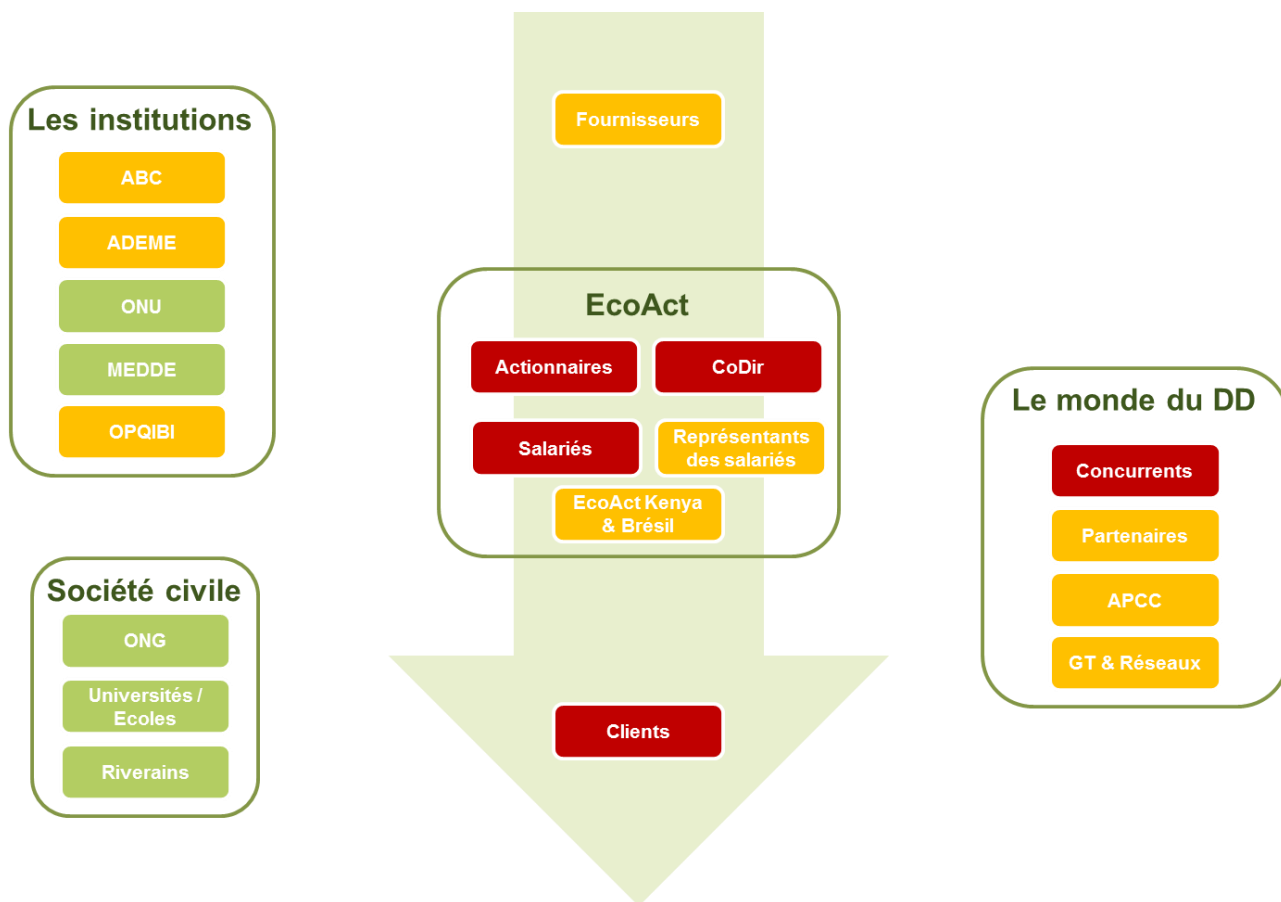 Les institutions
ABC
ADEME
ONU
MEDDE
OPQIBI
Société civile
ONG
Universités /
Ecoles
Riverains
Fournisseurs
EcoAct
Actionnaires
CoDir
Salariés
Représentants
des salariés
EcoAct Kenya
& Brésil
Clients
Le monde du DD
Concurrents
Partenaires
APCC
GT & Réseaux